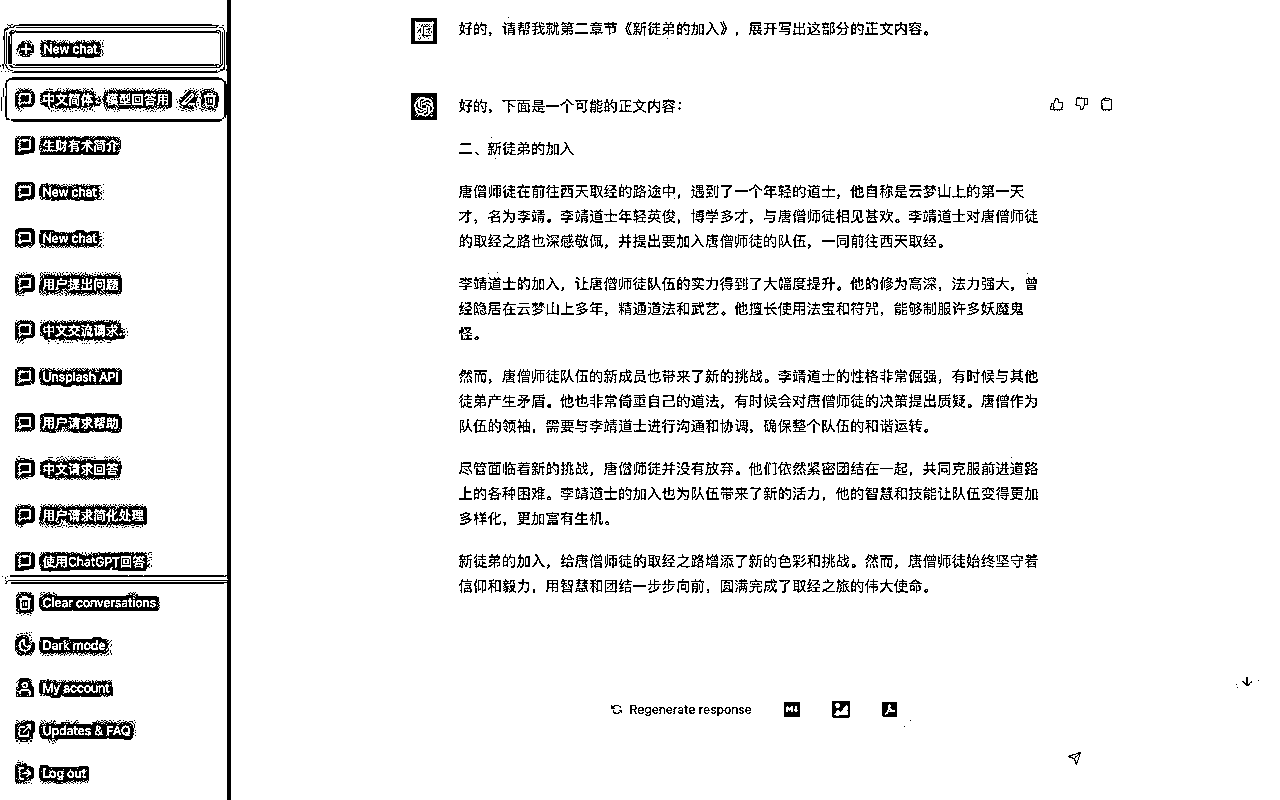 New chat
中文简体：模型回答用
生财有术简介
New chat
New chat
用户提出问题
中文交流请求。
Unsplash API
用户请求帮助
中文请求回答
用户请求简化处理
使用ChatGPT回答
Clear conversations
Dark mode
My account
Updates & FAQ
Log out
好的，请帮我就第二章节《新徒弟的加入》，展开写出这部分的正文内容。
好的，下面是一个可能的正文内容：
二、新徒弟的加入
唐僧师徒在前往西天取经的路途中，遇到了一个年轻的道士，他自称是云梦山上的第一天
才，名为李靖。李靖道士年轻英俊，博学多才，与唐僧师徒相见甚欢。李靖道士对唐僧师徒
的取经之路也深感敬佩，并提出要加入唐僧师徒的队伍，一同前往西天取经。
李靖道士的加入，让唐僧师徒队伍的实力得到了大幅度提升。他的修为高深，法力强大，曾
经隐居在云梦山上多年，精通道法和武艺。他擅长使用法宝和符咒，能够制服许多妖魔鬼
怪。
然而，唐僧师徒队伍的新成员也带来了新的挑战。李靖道士的性格非常倔强，有时候与其他
徒弟产生矛盾。他也非常倚重自己的道法，有时候会对唐僧师徒的决策提出质疑。唐僧作为
队伍的领袖，需要与李靖道士进行沟通和协调，确保整个队伍的和谐运转。
尽管面临着新的挑战，唐僧师徒并没有放弃。他们依然紧密团结在一起，共同克服前进道路
上的各种困难。李靖道士的加入也为队伍带来了新的活力，他的智慧和技能让队伍变得更加
多样化，更加富有生机。
新徒弟的加入，给唐僧师徒的取经之路增添了新的色彩和挑战。然而，唐僧师徒始终坚守着
信仰和毅力，用智慧和团结一步步向前，圆满完成了取经之旅的伟大使命。
Regenerate response